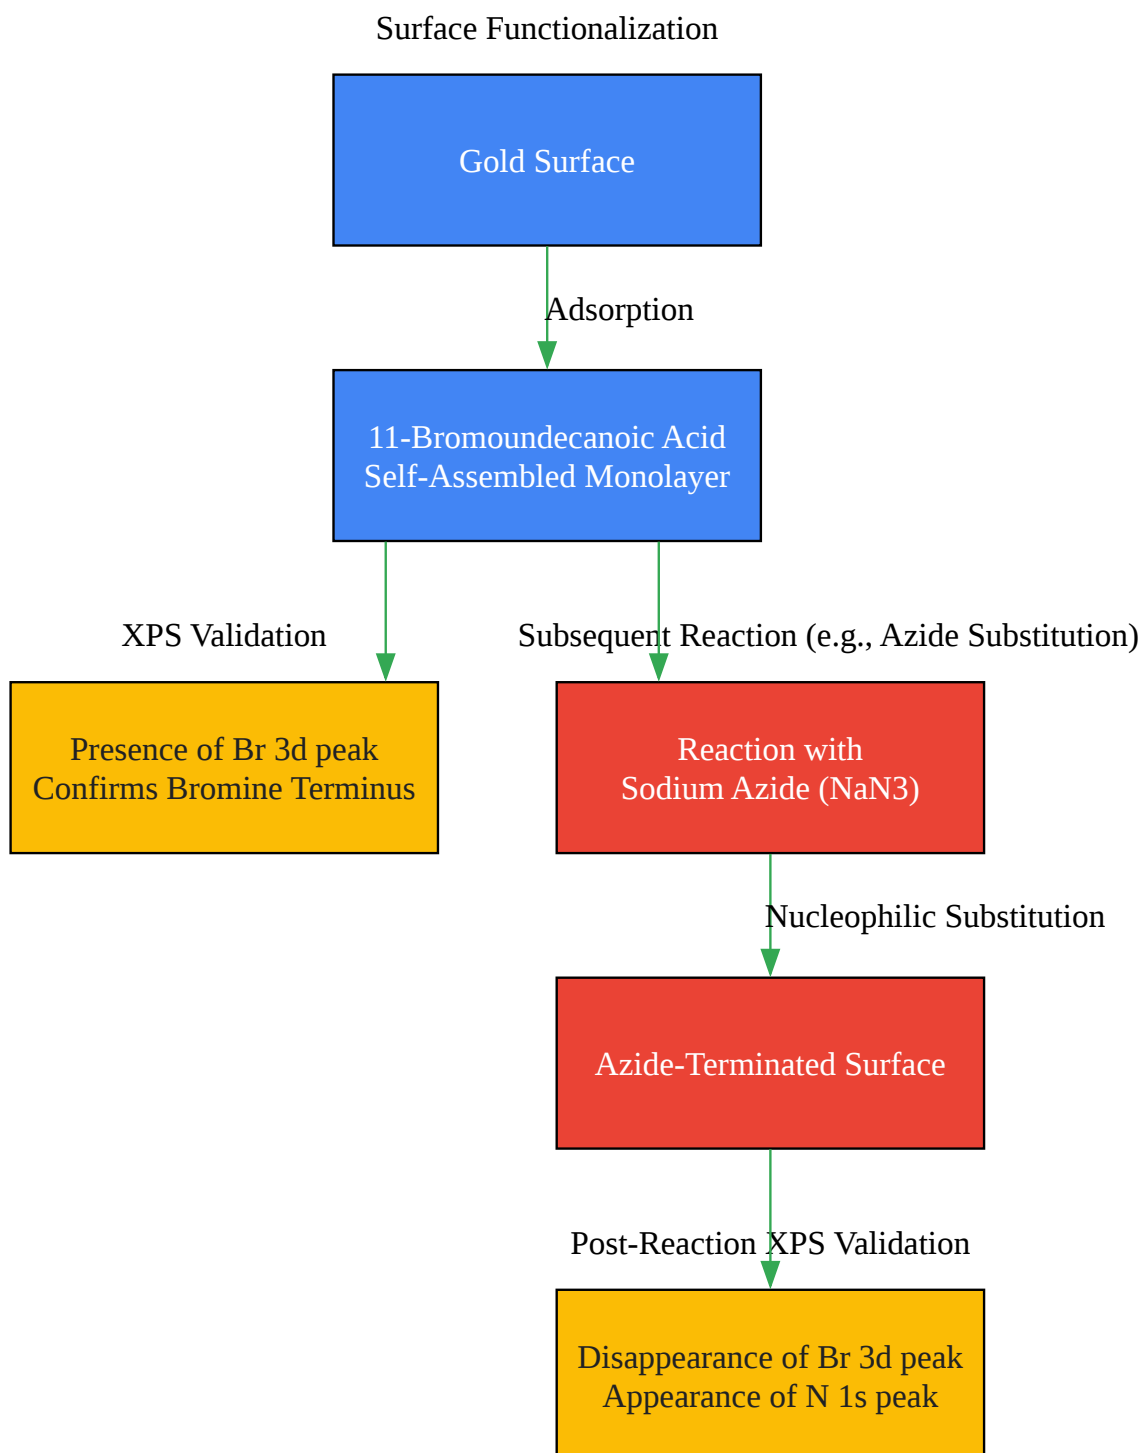 Surface Functionalization
Gold Surface
Adsorption
11-Bromoundecanoic Acid
Self-Assembled Monolayer
XPS Validation
Subsequent Reaction (e.g., Azide Substitution)
Presence of Br 3d peak
Confirms Bromine Terminus
Reaction with
Sodium Azide (NaN3)
Nucleophilic Substitution
Azide-Terminated Surface
Post-Reaction XPS Validation
Disappearance of Br 3d peak
Appearance of N 1s peak